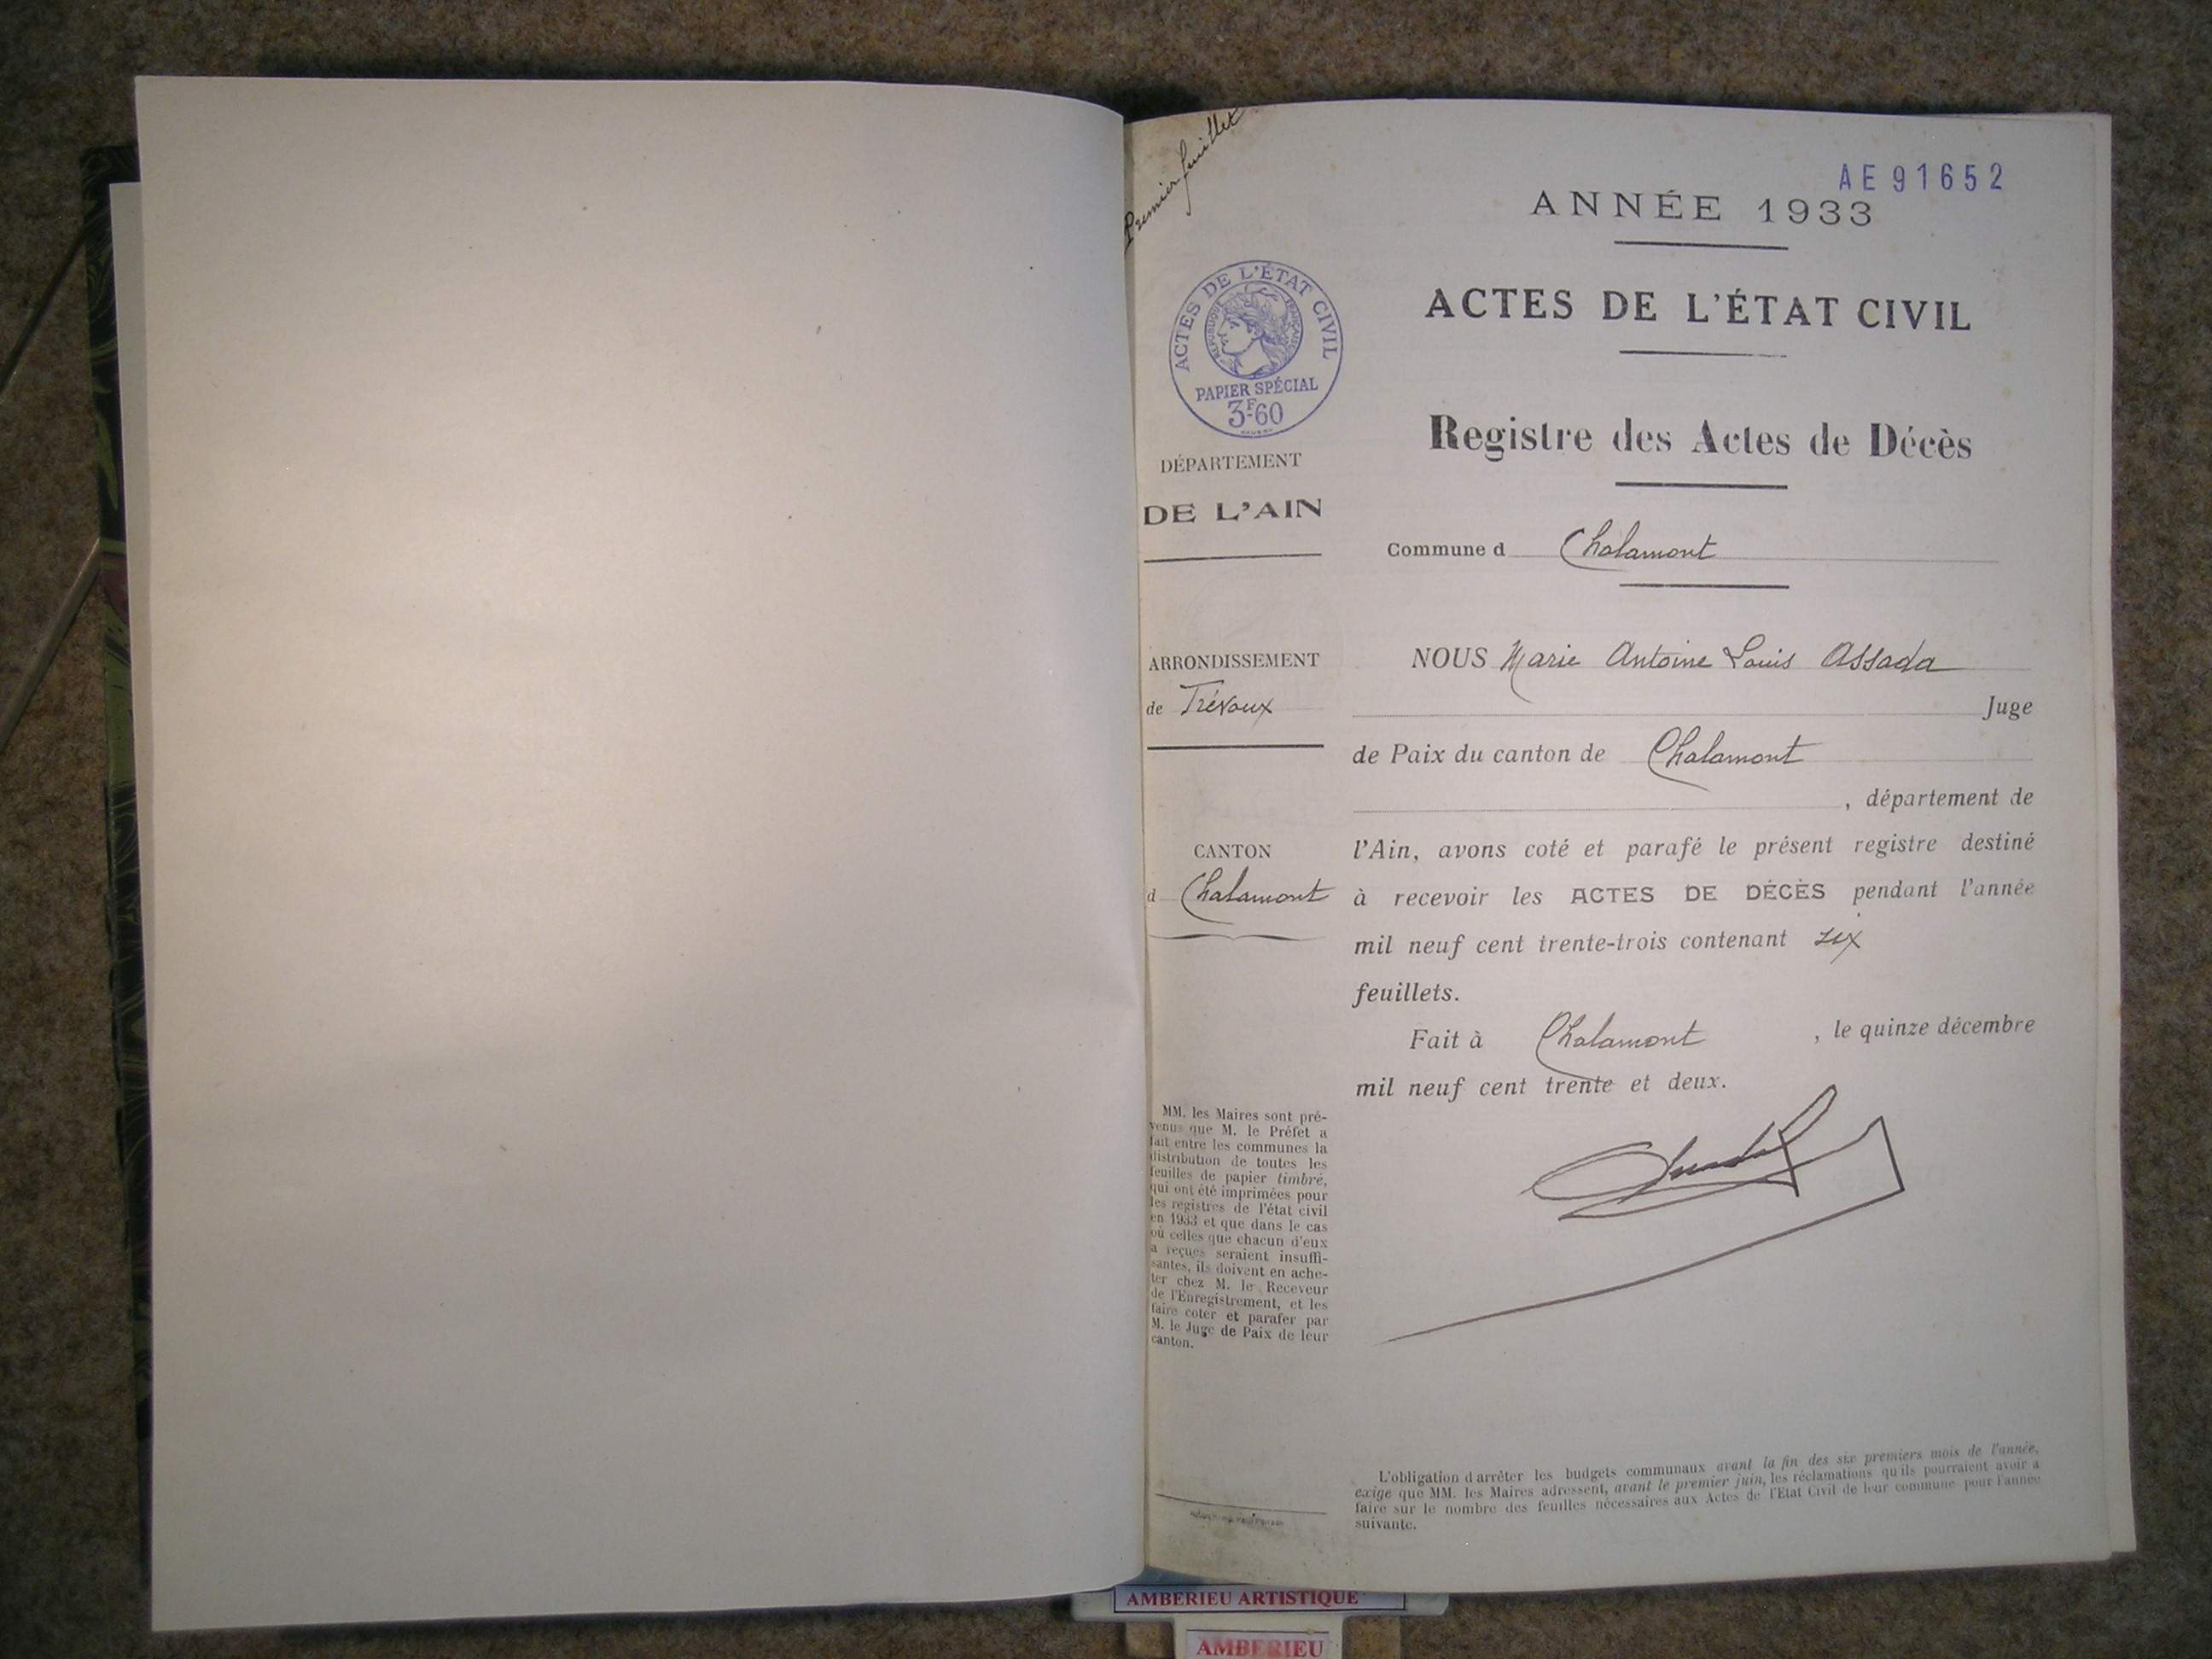 Premier feuillet
AE91652
ANNÉE 1933
ACTES DE L'ÉTAT CIVIL
Registre des Actes de Décès
Commune d Chalamont
ACTES DE L'ÉTAT CIVIL
RÉPUBLIQUE FRANÇAISE
PAPIER SPÉCIAL
3F60
DÉPARTEMENT
DE L'AIN
ARRONDISSEMENT
de Trévoux
CANTON
d Chalamont
MM. les Maires sont pré-
venus que M. le Préfet a
fait entre les communes la
distribution de toutes les
feuilles de papier timbré,
qui ont été imprimées pour
les registres de l'état civil
en 1933 et que dans le cas
où celles que chacun d'eux
a reçues seraient insuffi-
santes, ils doivent en ache-
ter chez M. le Receveur
de l'Enregistrement, et les
faire coter et parafer par
M. le Juge de Paix de leur
canton.
NOUS Marie Antoine Louis Assada
Juge
de Paix du canton de Chalamont
, département de
l'Ain, avons coté et parafé le présent registre destiné
à recevoir les ACTES DE DÉCÈS pendant l'année
mil neuf cent trente-trois contenant six
feuillets.
Fait à Chalamont , le quinze décembre
mil neuf cent trente et deux.
L'obligation d'arrêter les budgets communaux avant la fin des six premiers mois de l'année,
exige que MM. les Maires adressent, avant le premier juin, les réclamations qu'ils pourraient avoir à
faire sur le nombre des feuilles nécessaires aux Actes de l'Etat Civil de leur commune pour l'année
suivante.
AMBERIEU ARTISTIQUE
AMBERIEU